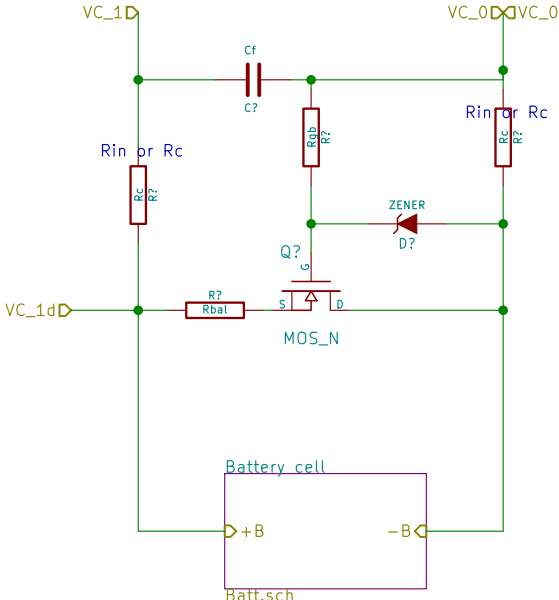 VC_1
VC_0
VC_0
Cf
C?
Rin or Rc
Rgb
R?
Rc
R?
Rin or Rc
Rc
R?
ZENER
D?
Q?
G
S
D
MOS_N
VC_1d
R?
Rbal
Battery cell
+B
-B
Batt.sch